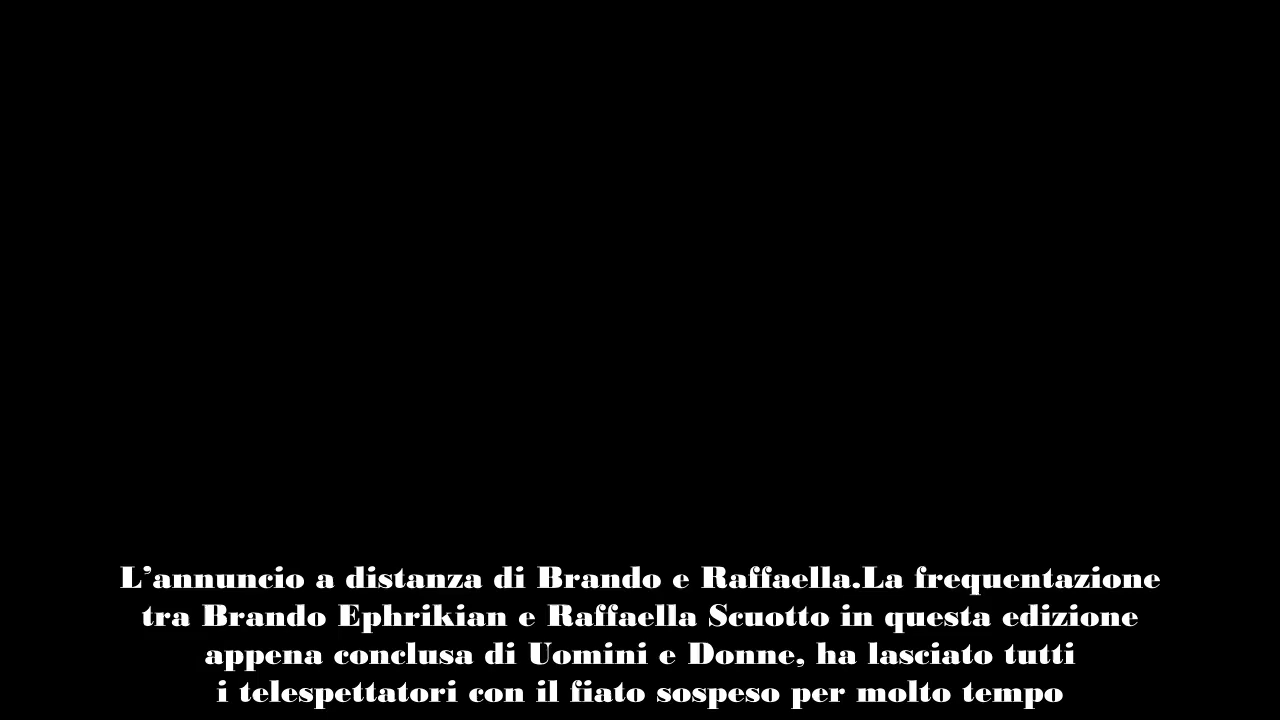 L’annuncio a distanza di Brando e Raffaella.La frequentazione
tra Brando Ephrikian e Raffaella Scuotto in questa edizione
appena conclusa di Uomini e Donne, ha lasciato tutti
i telespettatori con il fiato sospeso per molto tempo